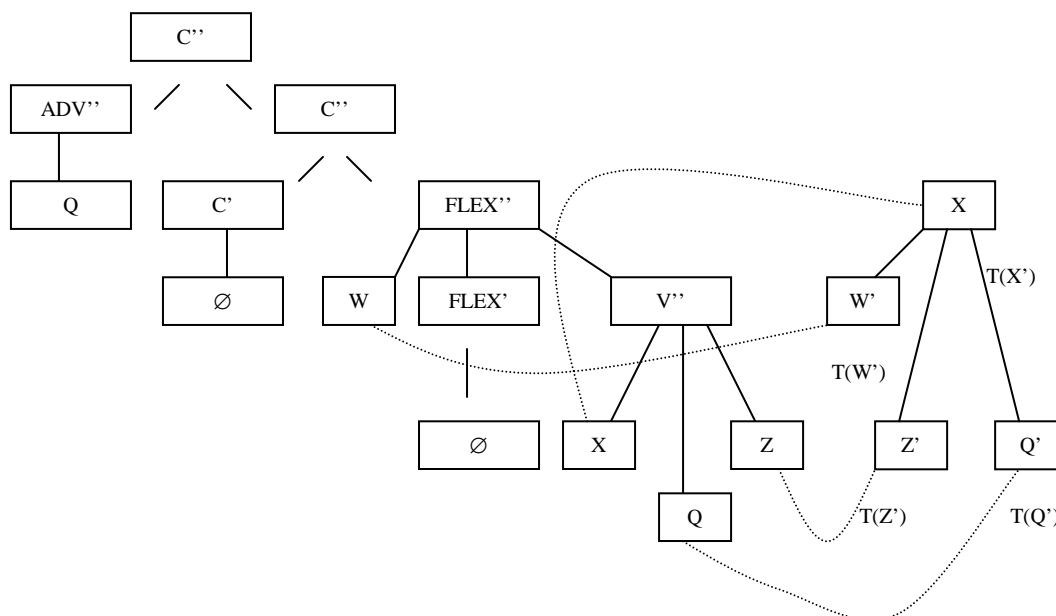 C’’
ADV’’ C’’
Q C’ FLEX’’ X
T(X’)
∅ W FLEX’ V’’ W’
T(W’)
∅ X Z Z’ Q’
Q T(Z’) T(Q’)